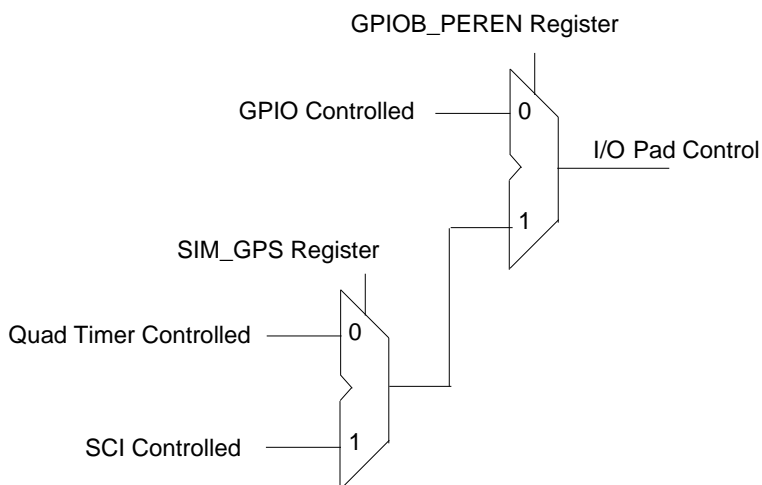 GPIOB_PEREN Register
GPIO Controlled
0
I/O Pad Control
1
SIM_GPS Register
Quad Timer Controlled
0
SCI Controlled
1